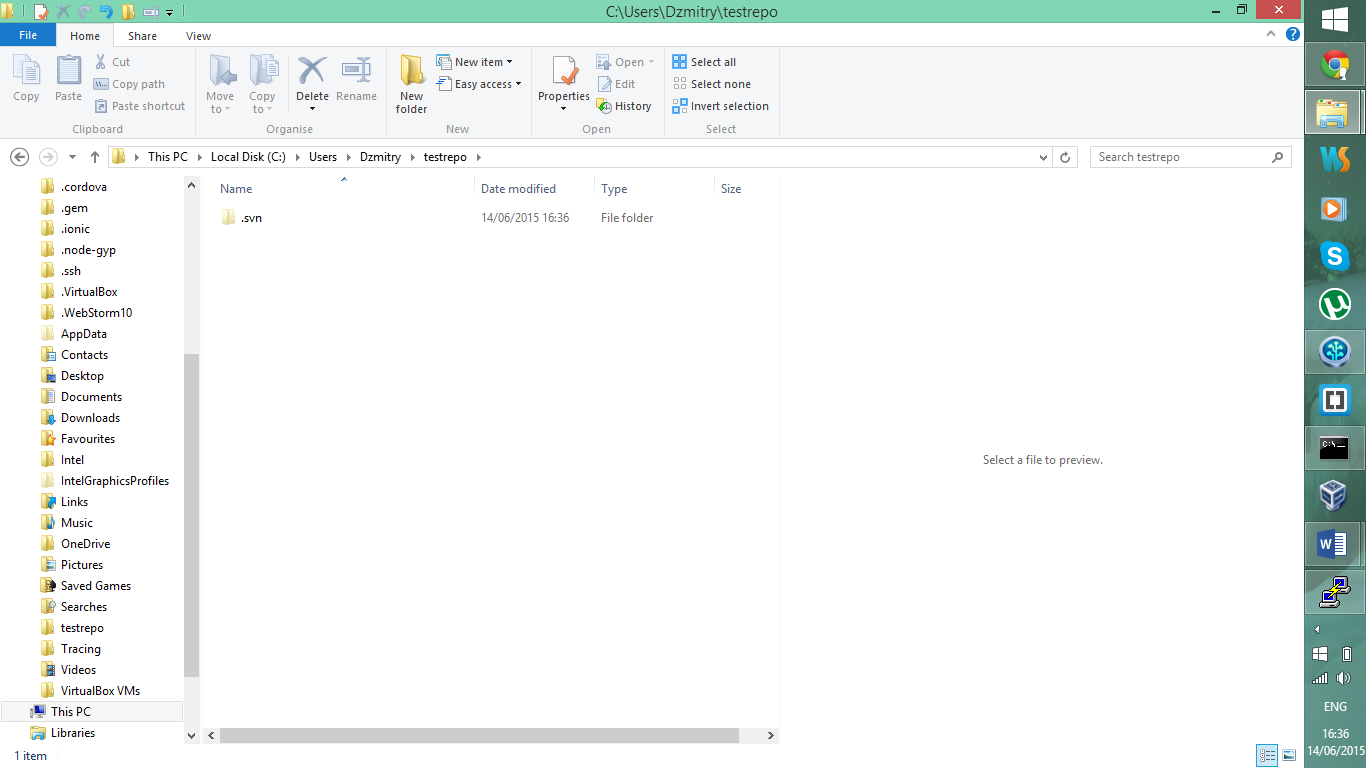 C:\Users\Dzmitry\testrepo
File Home Share View
Copy
Paste
Cut
Copy path
Paste shortcut
Clipboard
Move to
Copy to
Delete
Rename
Organise
New folder
New item
Easy access
New
Properties
Open
Edit
History
Open
Select all
Select none
Invert selection
Select
This PC Local Disk (C:) Users Dzmitry testrepo
Search testrepo
.cordova
.gem
.ionic
.node-gyp
.ssh
.VirtualBox
.WebStorm10
AppData
Contacts
Desktop
Documents
Downloads
Favourites
Intel
IntelGraphicsProfiles
Links
Music
OneDrive
Pictures
Saved Games
Searches
testrepo
Tracing
Videos
VirtualBox VMs
This PC
Libraries
Name Date modified Type Size
.svn 14/06/2015 16:36 File folder
Select a file to preview.
1 item
WS
S
µ
C:\_
W
ENG
16:36
14/06/2015